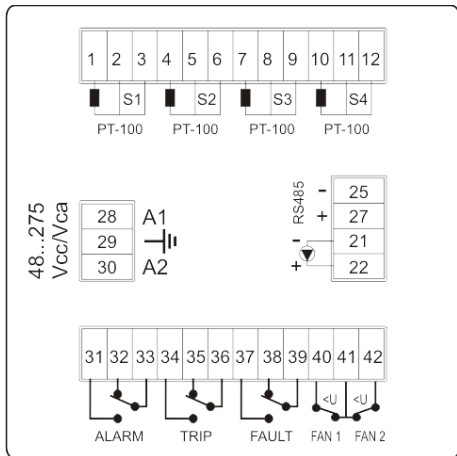 1 2 3 4 5 6 7 8 9 10 11 12
S1 S2 S3 S4
PT-100 PT-100 PT-100 PT-100
48...275
Vcc/Vca
28 A1
29
30 A2
RS485
- 25
+ 27
- 21
+ 22
31 32 33 34 35 36 37 38 39 40 41 42
<U <U
ALARM TRIP FAULT FAN 1 FAN 2